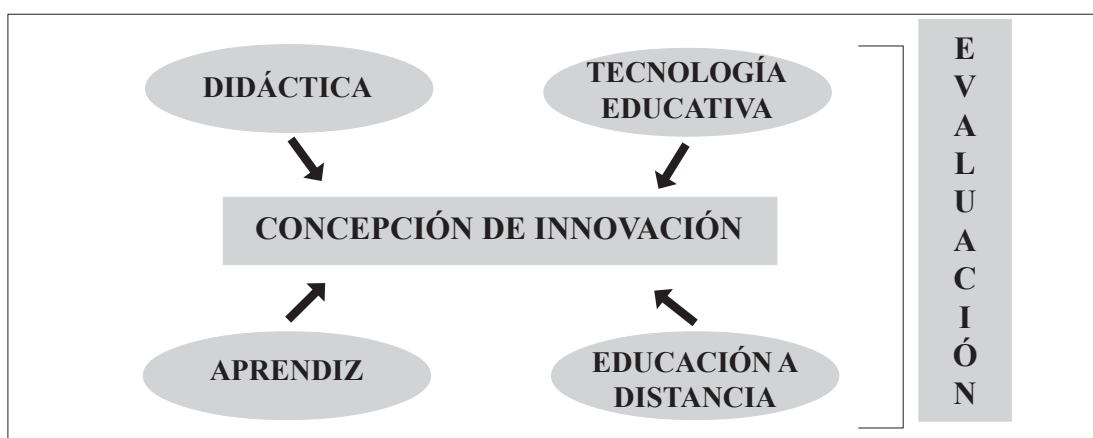 DIDÁCTICA
TECNOLOGÍA
EDUCATIVA
CONCEPCIÓN DE INNOVACIÓN
APRENDIZ
EDUCACIÓN A
DISTANCIA
E
V
A
L
U
A
C
I
Ó
N